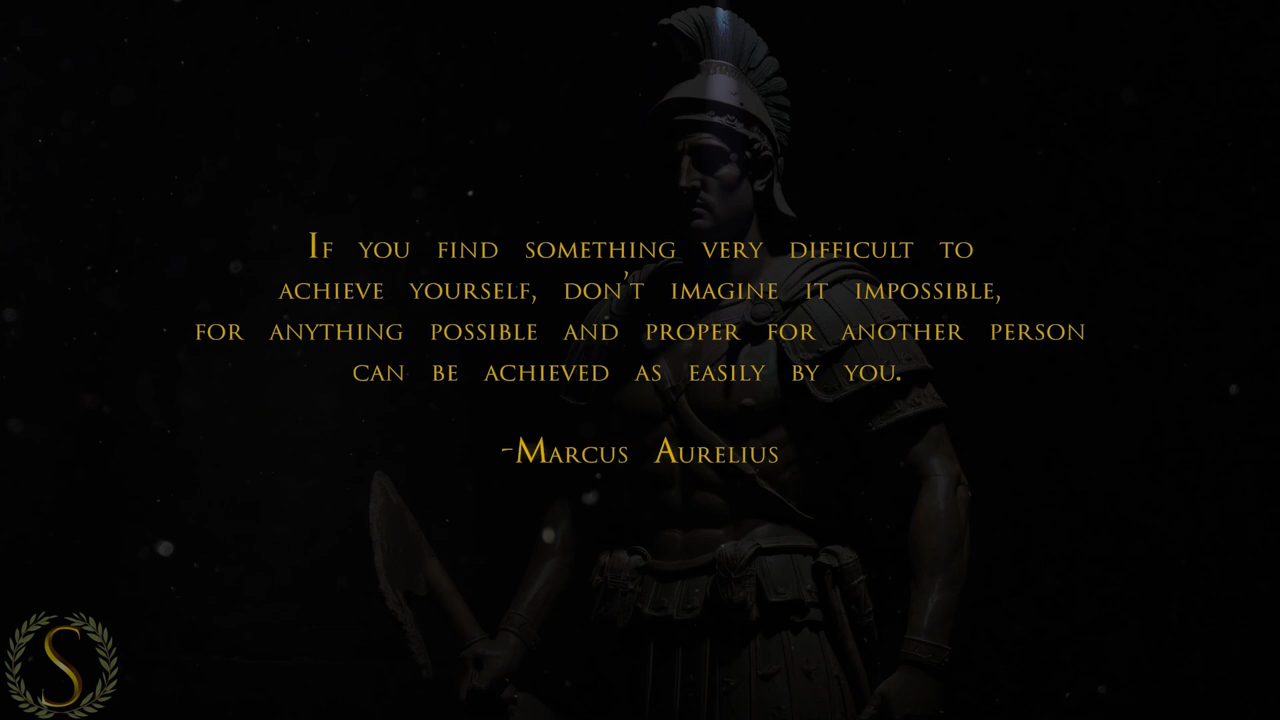 If you find something very difficult to
achieve yourself, don't imagine it impossible,
for anything possible and proper for another person
can be achieved as easily by you.
-Marcus Aurelius
S